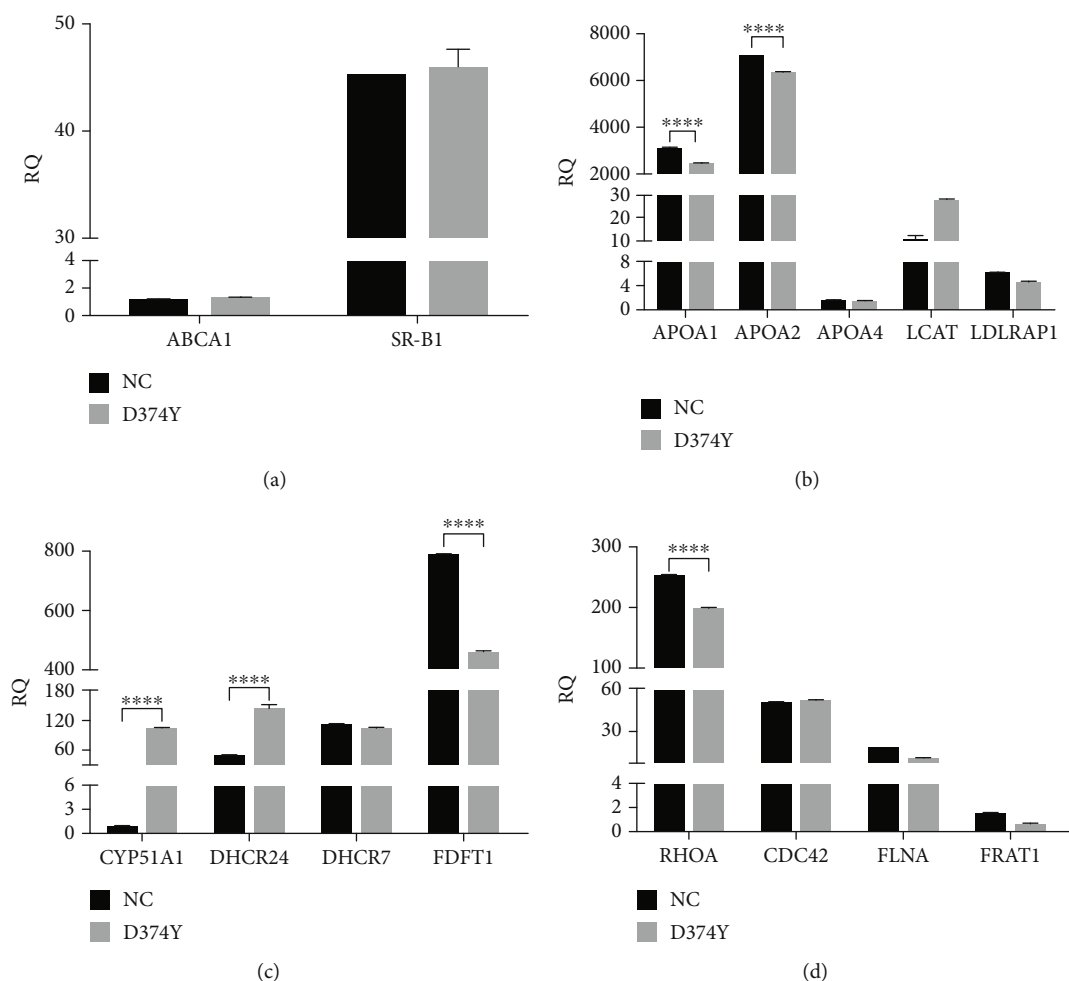 50
40
30
4
2
0
RQ
ABCA1 SR-B1
NC
D374Y
(a)
8000
6000
4000
2000
30
20
10
8
4
0
RQ
****
****
APOA1 APOA2 APOA4 LCAT LDLRAP1
NC
D374Y
(b)
800
600
400
180
120
60
6
3
0
RQ
****
****
****
CYP51A1 DHCR24 DHCR7 FDFT1
NC
D374Y
(c)
300
200
100
60
30
4
2
0
RQ
****
RHOA CDC42 FLNA FRAT1
NC
D374Y
(d)